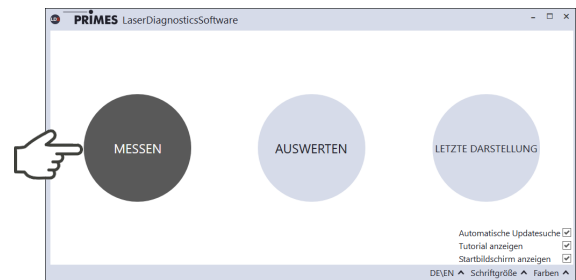 PRIMES LaserDiagnosticsSoftware
MESSEN
AUSWERTEN
LETZTE DARSTELLUNG
Automatische Updatesuche
Tutorial anzeigen
Startbildschirm anzeigen
DE\EN Schriftgröße Farben